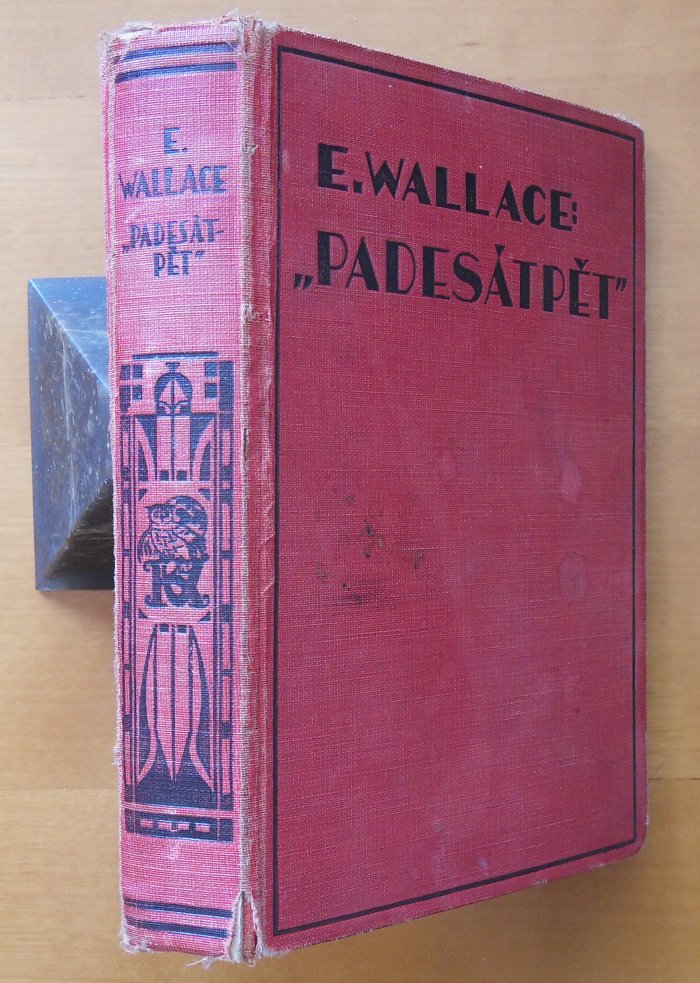 E.
WALLACE
„PADESÁT-
PĚT"
E. WALLACE:
„PADESÁTPĚT"